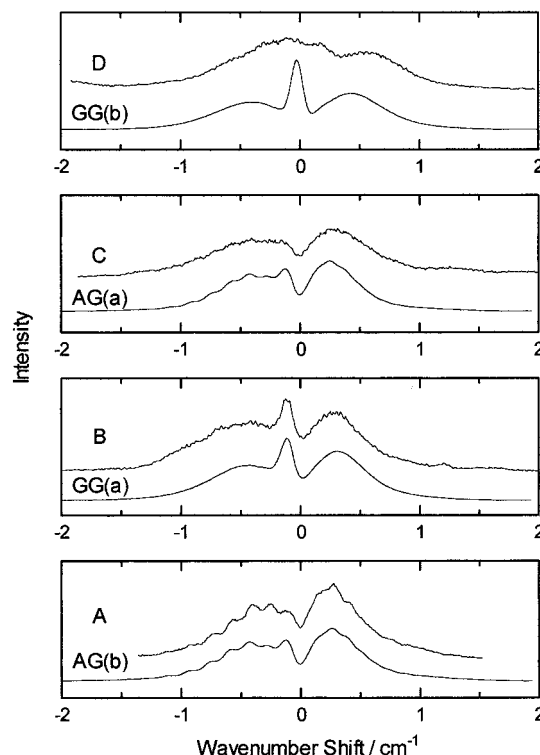 D
GG(b)
-2 -1 0 1 2
C
AG(a)
-2 -1 0 1 2
Intensity
B
GG(a)
-2 -1 0 1 2
A
AG(b)
-2 -1 0 1 2
Wavenumber Shift / cm⁻¹